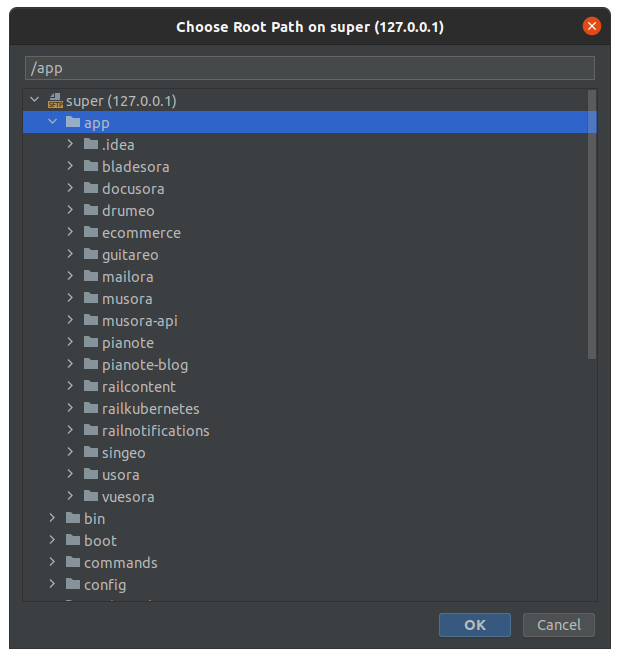 Choose Root Path on super (127.0.0.1)
/app
SFTP super (127.0.0.1)
app
.idea
bladesora
docusora
drumeo
ecommerce
guitareo
mailora
musora
musora-api
pianote
pianote-blog
railcontent
railkubernetes
railnotifications
singeo
usora
vuesora
bin
boot
commands
config
OK Cancel